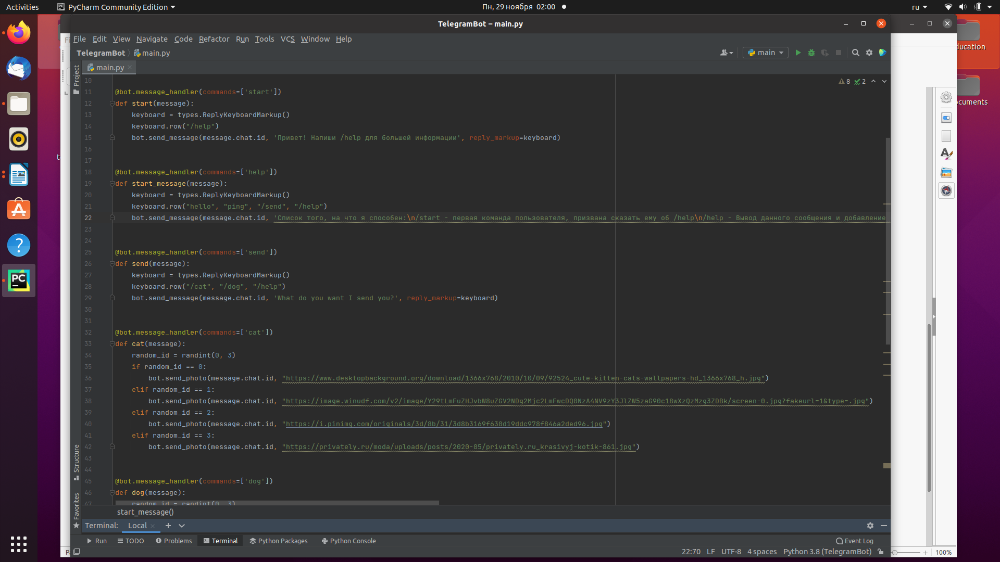 Activities
PyCharm Community Edition
Пн, 29 ноября 02:00
ru
TelegramBot – main.py
File Edit View Navigate Code Refactor Run Tools VCS Window Help
TelegramBot main.py
main
main.py
Project
8 2
10
11 @bot.message_handler(commands=['start'])
12 def start(message):
13 keyboard = types.ReplyKeyboardMarkup()
14 keyboard.row("/help")
15 bot.send_message(message.chat.id, 'Привет! Напиши /help для большей информации', reply_markup=keyboard)
16
17
18 @bot.message_handler(commands=['help'])
19 def start_message(message):
20 keyboard = types.ReplyKeyboardMarkup()
21 keyboard.row("hello", "ping", "/send", "/help")
22 bot.send_message(message.chat.id, 'Список того, на что я способен:\n/start - первая команда пользователя, призвана сказать ему об /help\n/help - Вывод данного сообщения и добавление
23
24
25 @bot.message_handler(commands=['send'])
26 def send(message):
27 keyboard = types.ReplyKeyboardMarkup()
28 keyboard.row("/cat", "/dog", "/help")
29 bot.send_message(message.chat.id, 'What do you want I send you?', reply_markup=keyboard)
30
31
32 @bot.message_handler(commands=['cat'])
33 def cat(message):
34 random_id = randint(0, 3)
35 if random_id == 0:
36 bot.send_photo(message.chat.id, "https://www.desktopbackground.org/download/1366x768/2010/10/09/92524_cute-kitten-cats-wallpapers-hd_1366x768_h.jpg")
37 elif random_id == 1:
38 bot.send_photo(message.chat.id, "https://image.winudf.com/v2/image/Y29tLmFuZHJvbW8uZGV2NDg2Mjc2LmFwcDQ0NzA4NV9zY3JlZW5zaG90c18wXzQzMzg3ZDBk/screen-0.jpg?fakeurl=1&type=.jpg")
39 elif random_id == 2:
40 bot.send_photo(message.chat.id, "https://i.pinimg.com/originals/3d/8b/31/3d8b3169f630d19ddc978f846a2ded96.jpg")
41 elif random_id == 3:
42 bot.send_photo(message.chat.id, "https://privately.ru/moda/uploads/posts/2020-05/privately.ru_krasivyj-kotik-861.jpg")
43
44
45 @bot.message_handler(commands=['dog'])
46 def dog(message):
47 random_id = randint(0, 3)
Structure
Favorites
start_message()
Terminal: Local
Run TODO Problems Terminal Python Packages Python Console Event Log
22:70 LF UTF-8 4 spaces Python 3.8 (TelegramBot)
100%
ducation
cuments